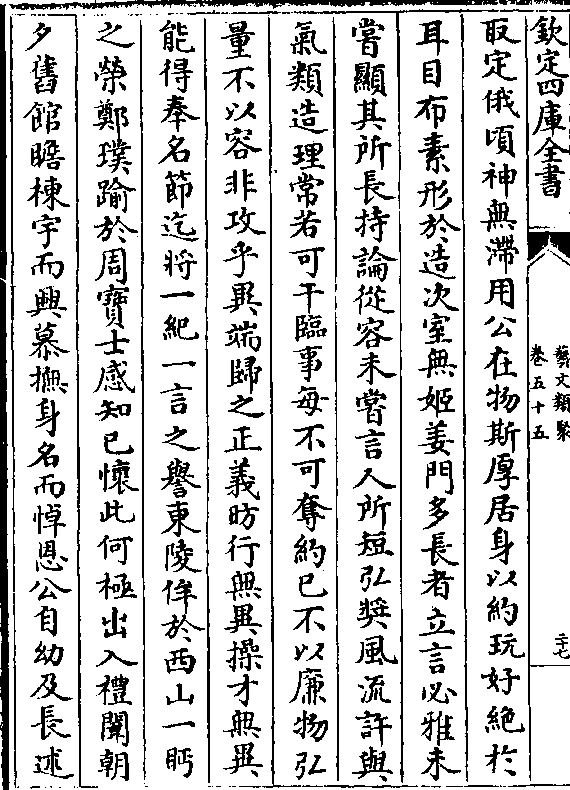 欽定四庫全書
藝文類聚
卷五十五
二十七
取定俄頃神無滯用公在物斯厚居身以約玩好絶於
耳目布素形於造次室無姬姜門多長者立言必雅未
嘗顯其所長持論從容未嘗言人所短弘奬風流許與
氣類造理常若可干臨事每不可奪約已不以廉物弘
量不以容非攻乎異端歸之正義昉行無異操才無異
能得奉名節迄將一紀一言之譽東陵侔於西山一眄
之榮鄭璞踰於周寶士感知已懷此何極出入禮闈朝
夕舊館瞻棟宇而興慕撫身名而悼恩公自幼及長述